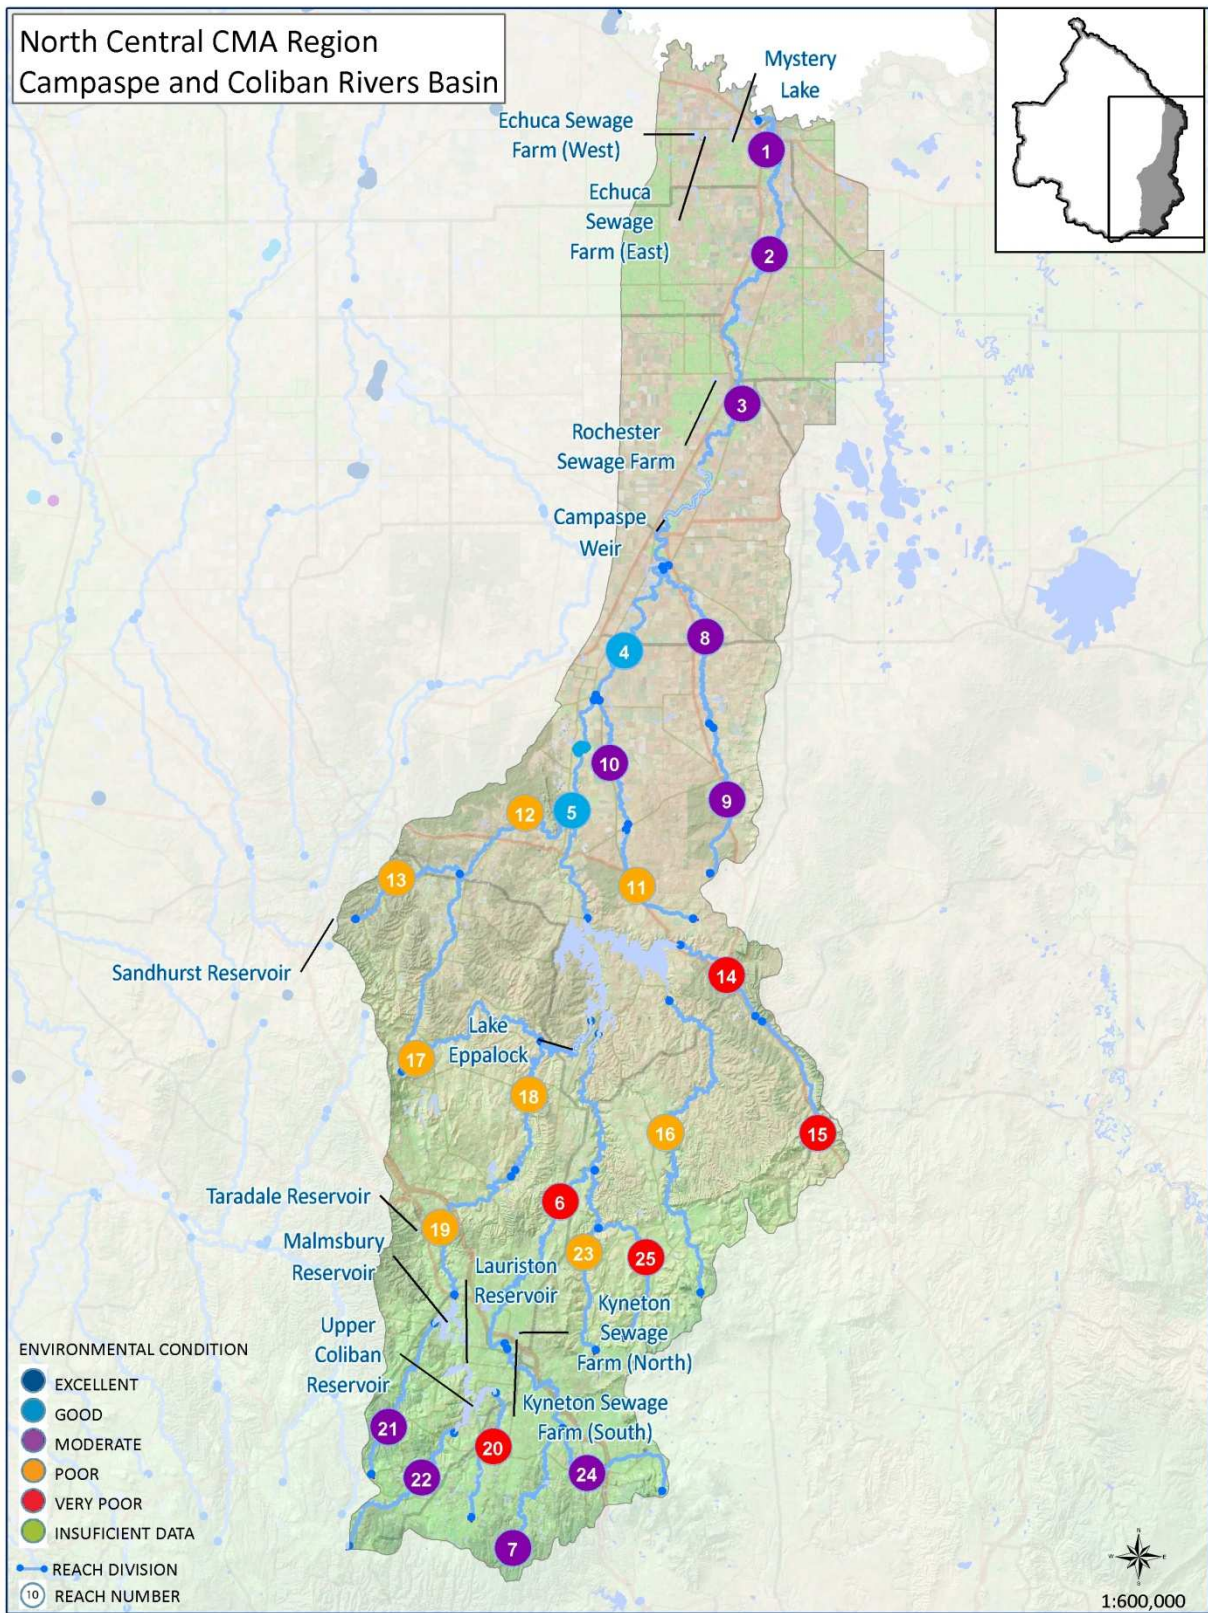 North Central CMA Region
Campaspe and Coliban Rivers Basin
Mystery
Lake
Echuca Sewage
Farm (West)
1
Echuca
Sewage
Farm (East)
2
3
Rochester
Sewage Farm
Campaspe
Weir
8
4
10
9
12
5
13
11
Sandhurst Reservoir
14
Lake
Eppalock
17
18
16
15
Taradale Reservoir
6
19
Malmsbury
Reservoir
23
25
Lauriston
Reservoir
Kyneton
Sewage
Farm (North)
Upper
Coliban
Reservoir
Kyneton Sewage
Farm (South)
21
20
22
24
7
ENVIRONMENTAL CONDITION
EXCELLENT
GOOD
MODERATE
POOR
VERY POOR
INSUFICIENT DATA
REACH DIVISION
10 REACH NUMBER
N
W E
S
1:600,000